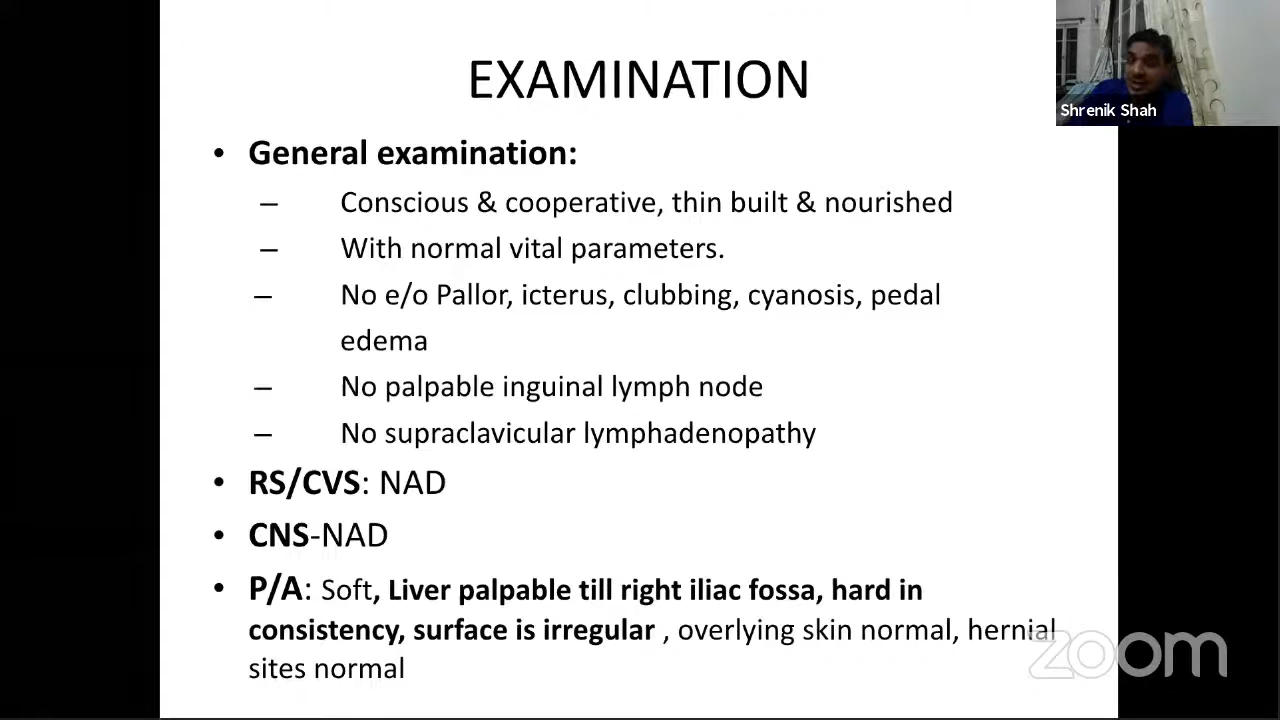 EXAMINATION
Shrenik Shah
• General examination:
– Conscious & cooperative, thin built & nourished
– With normal vital parameters.
– No e/o Pallor, icterus, clubbing, cyanosis, pedal
edema
– No palpable inguinal lymph node
– No supraclavicular lymphadenopathy
• RS/CVS: NAD
• CNS-NAD
• P/A: Soft, Liver palpable till right iliac fossa, hard in
consistency, surface is irregular , overlying skin normal, hernial
sites normal
zoom